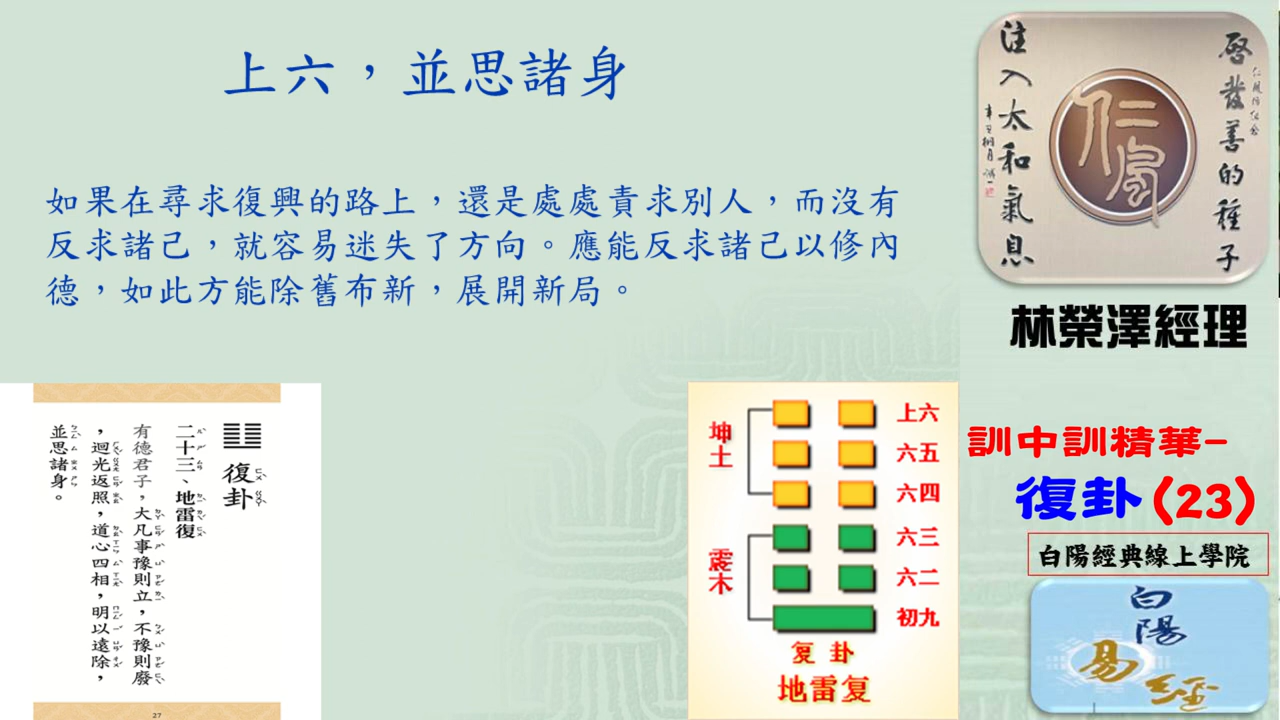 上六，並思諸身
如果在尋求復興的路上，還是處處責求別人，而沒有
反求諸己，就容易迷失了方向。應能反求諸己以修內
德，如此方能除舊布新，展開新局。
復卦
二十三、地雷復
有德君子，大凡事豫則立，不豫則廢
，迴光返照，道心四相，明以遠除，
並思諸身。
27
上六
六五
六四
六三
六二
初九
坤土
震木
复卦
地雷复
啓發善的種子
仁風
注入太和氣息
林榮澤經理
訓中訓精華-
復卦(23)
白陽經典線上學院
白陽
易經